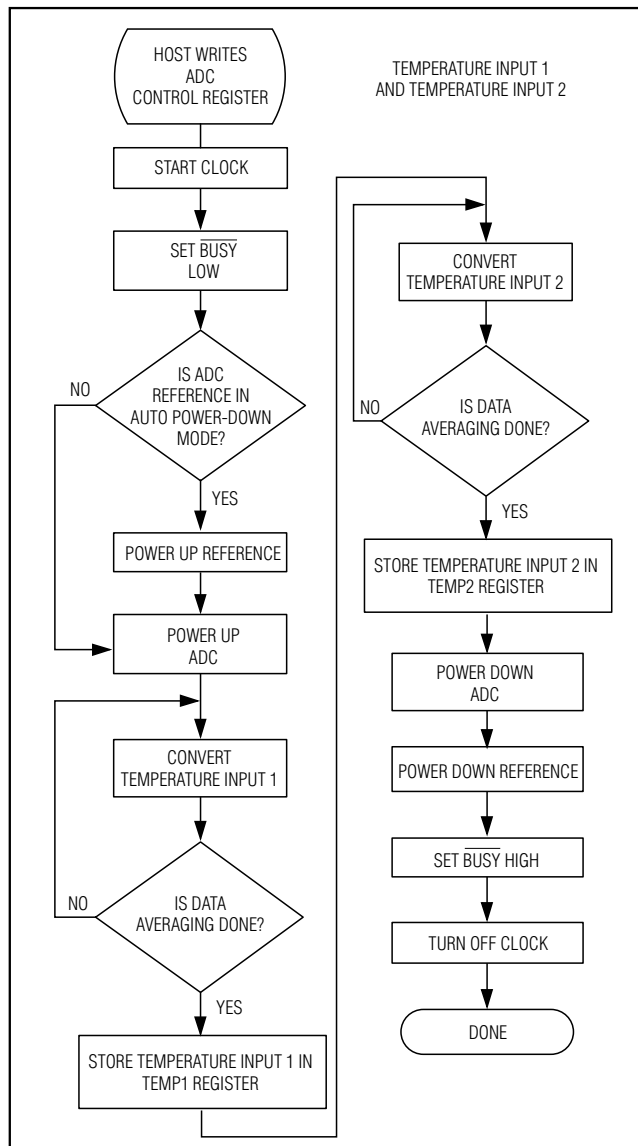 HOST WRITES
ADC
CONTROL REGISTER
START CLOCK
SET BUSY
LOW
IS ADC
REFERENCE IN
AUTO POWER-DOWN
MODE?
NO
YES
POWER UP REFERENCE
POWER UP
ADC
CONVERT
TEMPERATURE INPUT 1
IS DATA
AVERAGING DONE?
NO
YES
STORE TEMPERATURE INPUT 1 IN
TEMP1 REGISTER
TEMPERATURE INPUT 1
AND TEMPERATURE INPUT 2
CONVERT
TEMPERATURE INPUT 2
IS DATA
AVERAGING DONE?
NO
YES
STORE TEMPERATURE INPUT 2 IN
TEMP2 REGISTER
POWER DOWN
ADC
POWER DOWN REFERENCE
SET BUSY HIGH
TURN OFF CLOCK
DONE